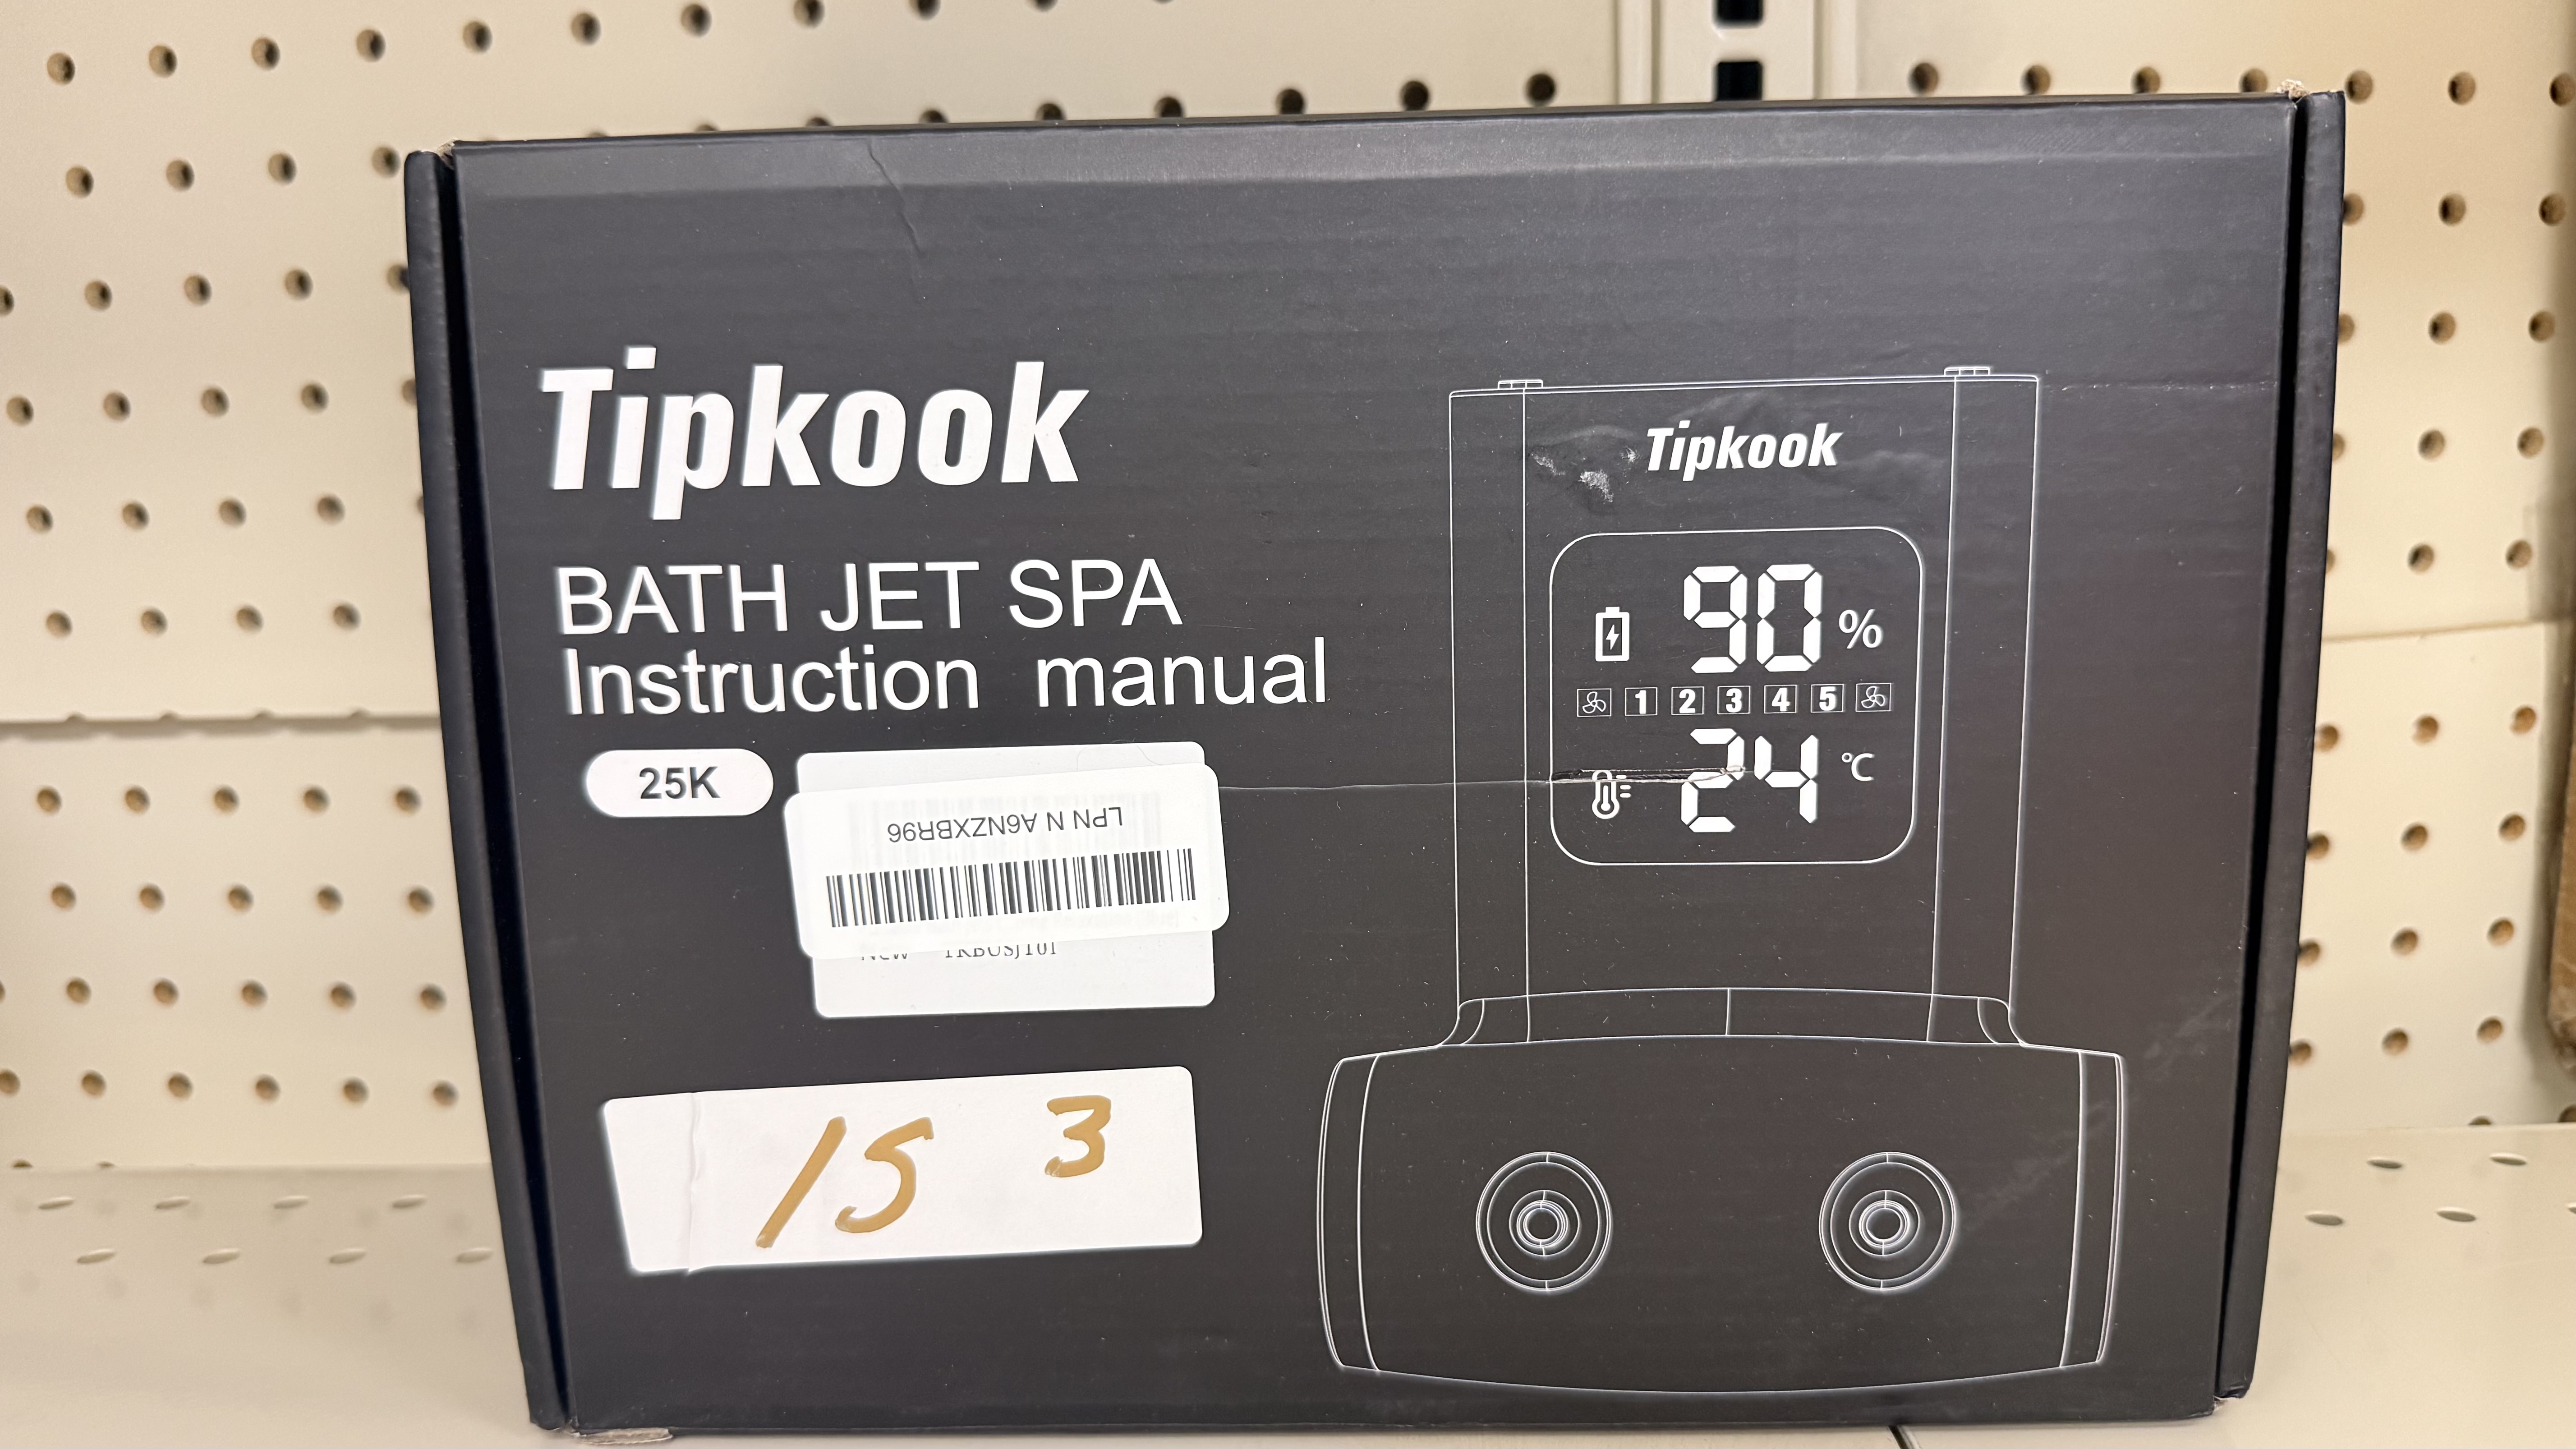 Tipkook
BATH JET SPA
Instruction manual
25K
LPN N A6NZXBR96
New
15 3
Tipkook
90 %
1 2 3 4 5
24 °C